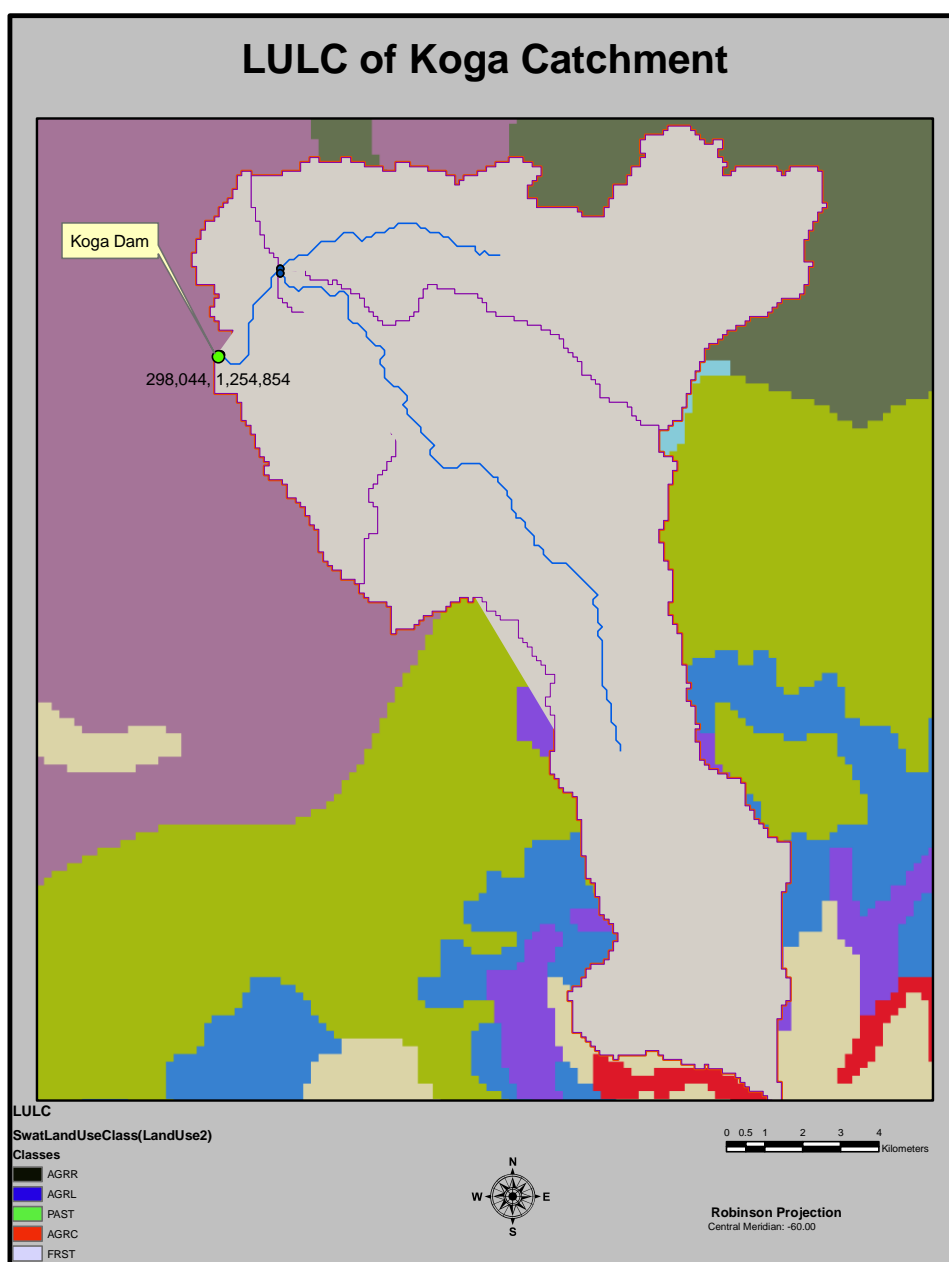 LULC of Koga Catchment
Koga Dam
298,044, 1,254,854
LULC
SwatLandUseClass(LandUse2)
Classes
AGRR
AGRL
PAST
AGRC
FRST
N
W E
S
0 0.5 1 2 3 4
Kilometers
Robinson Projection
Central Meridian: -60.00